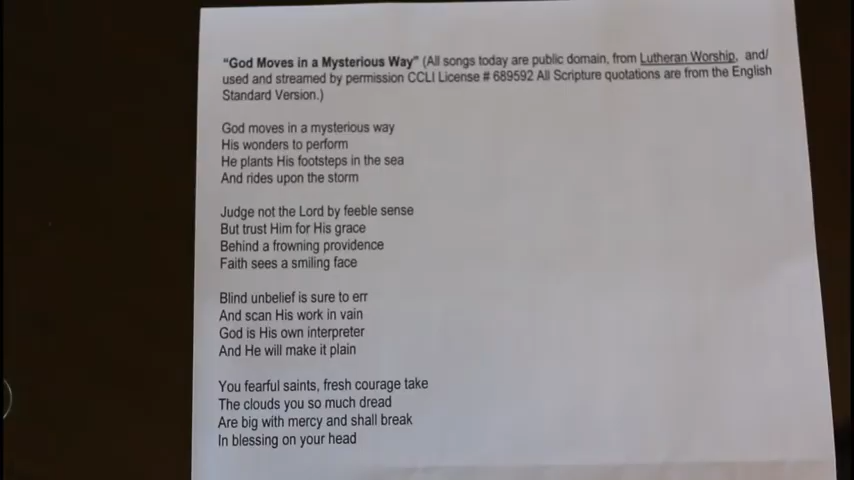 “God Moves in a Mysterious Way” (All songs today are public domain, from Lutheran Worship, and/
used and streamed by permission CCLI License # 689592 All Scripture quotations are from the English
Standard Version.)
God moves in a mysterious way
His wonders to perform
He plants His footsteps in the sea
And rides upon the storm
Judge not the Lord by feeble sense
But trust Him for His grace
Behind a frowning providence
Faith sees a smiling face
Blind unbelief is sure to err
And scan His work in vain
God is His own interpreter
And He will make it plain
You fearful saints, fresh courage take
The clouds you so much dread
Are big with mercy and shall break
In blessing on your head